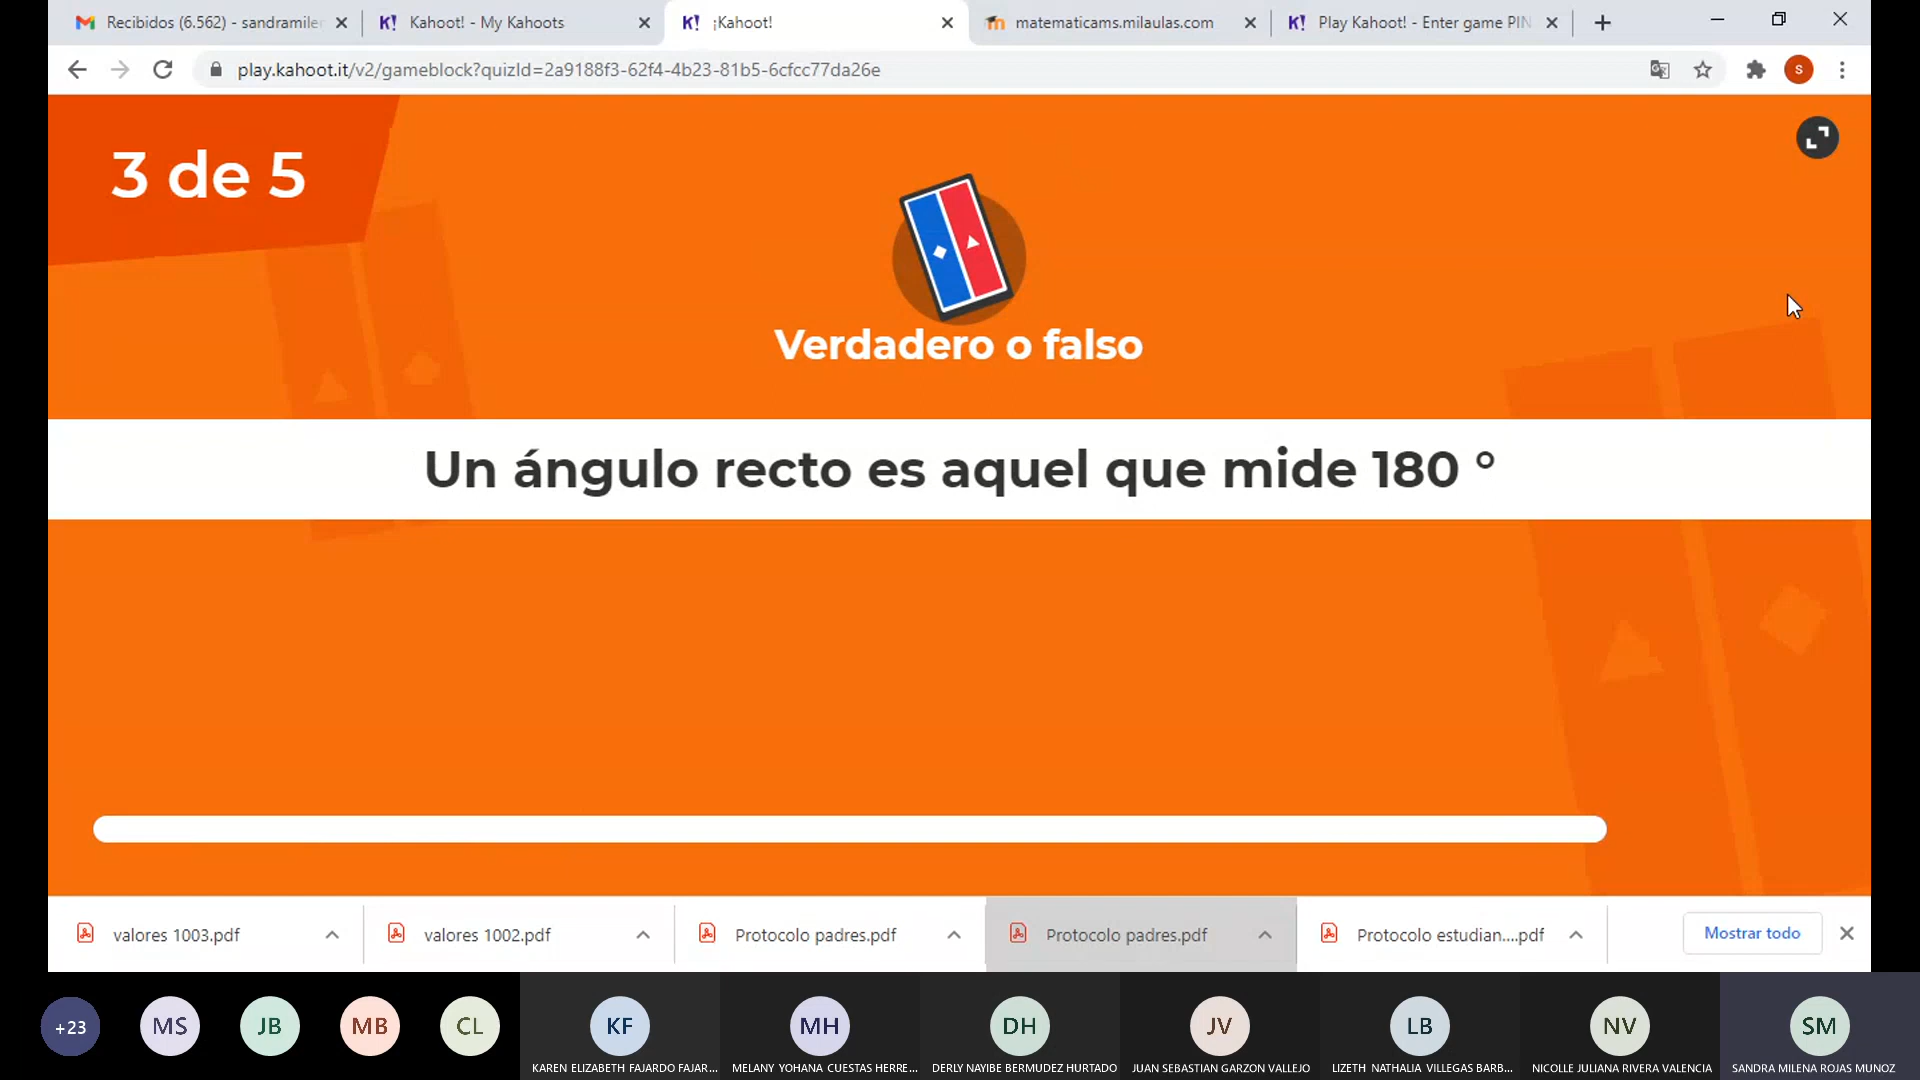 Recibidos (6.562) - sandramile
Kahoot! - My Kahoots
¡Kahoot!
matematicams.milaulas.com
Play Kahoot! - Enter game PIN
play.kahoot.it/v2/gameblock?quizId=2a9188f3-62f4-4b23-81b5-6cfcc77da26e
S
3 de 5
Verdadero o falso
Un ángulo recto es aquel que mide 180 °
valores 1003.pdf
valores 1002.pdf
Protocolo padres.pdf
Protocolo padres.pdf
Protocolo estudian....pdf
Mostrar todo
+23
MS
JB
MB
CL
KF
MH
DH
JV
LB
NV
SM
KAREN ELIZABETH FAJARDO FAJAR...
MELANY YOHANA CUESTAS HERRE...
DERLY NAYIBE BERMUDEZ HURTADO
JUAN SEBASTIAN GARZON VALLEJO
LIZETH NATHALIA VILLEGAS BARB...
NICOLLE JULIANA RIVERA VALENCIA
SANDRA MILENA ROJAS MUNOZ